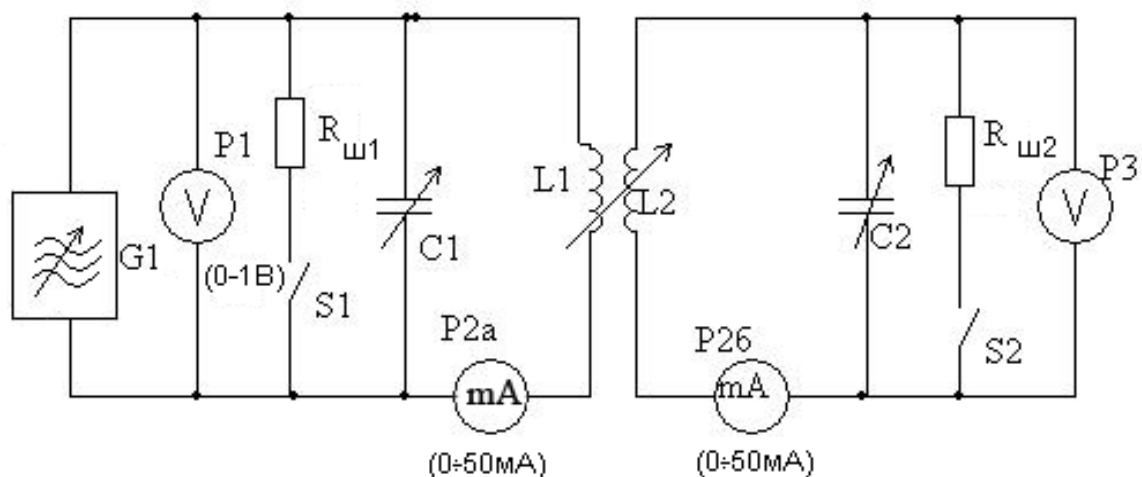 P1
R ш1
R ш2
P3
L1
L2
V
V
G1
(0-1В)
C1
C2
S1
S2
P2a
P2б
mA
mA
(0÷50мА)
(0÷50мА)